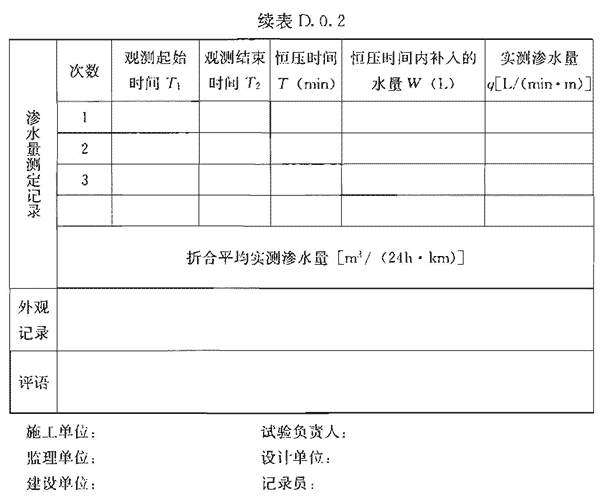 续表 D.0.2
渗水量测定记录
次数
观测起始
时间 T₁
观测结束
时间 T₂
恒压时间
T（min）
恒压时间内补入的
水量 W（L）
实测渗水量
q[L/(min·m)]
1
2
3
折合平均实测渗水量[m³/（24h·km)]
外观
记录
评语
施工单位： 试验负责人：
监理单位： 设计单位：
建设单位： 记录员：